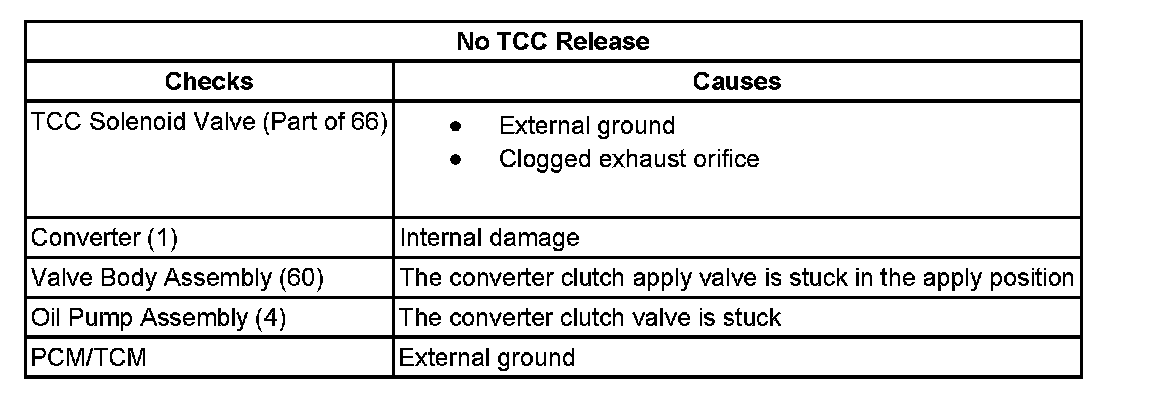 No TCC Release
Checks Causes
TCC Solenoid Valve (Part of 66)
● External ground
● Clogged exhaust orifice
Converter (1) Internal damage
Valve Body Assembly (60) The converter clutch apply valve is stuck in the apply position
Oil Pump Assembly (4) The converter clutch valve is stuck
PCM/TCM External ground